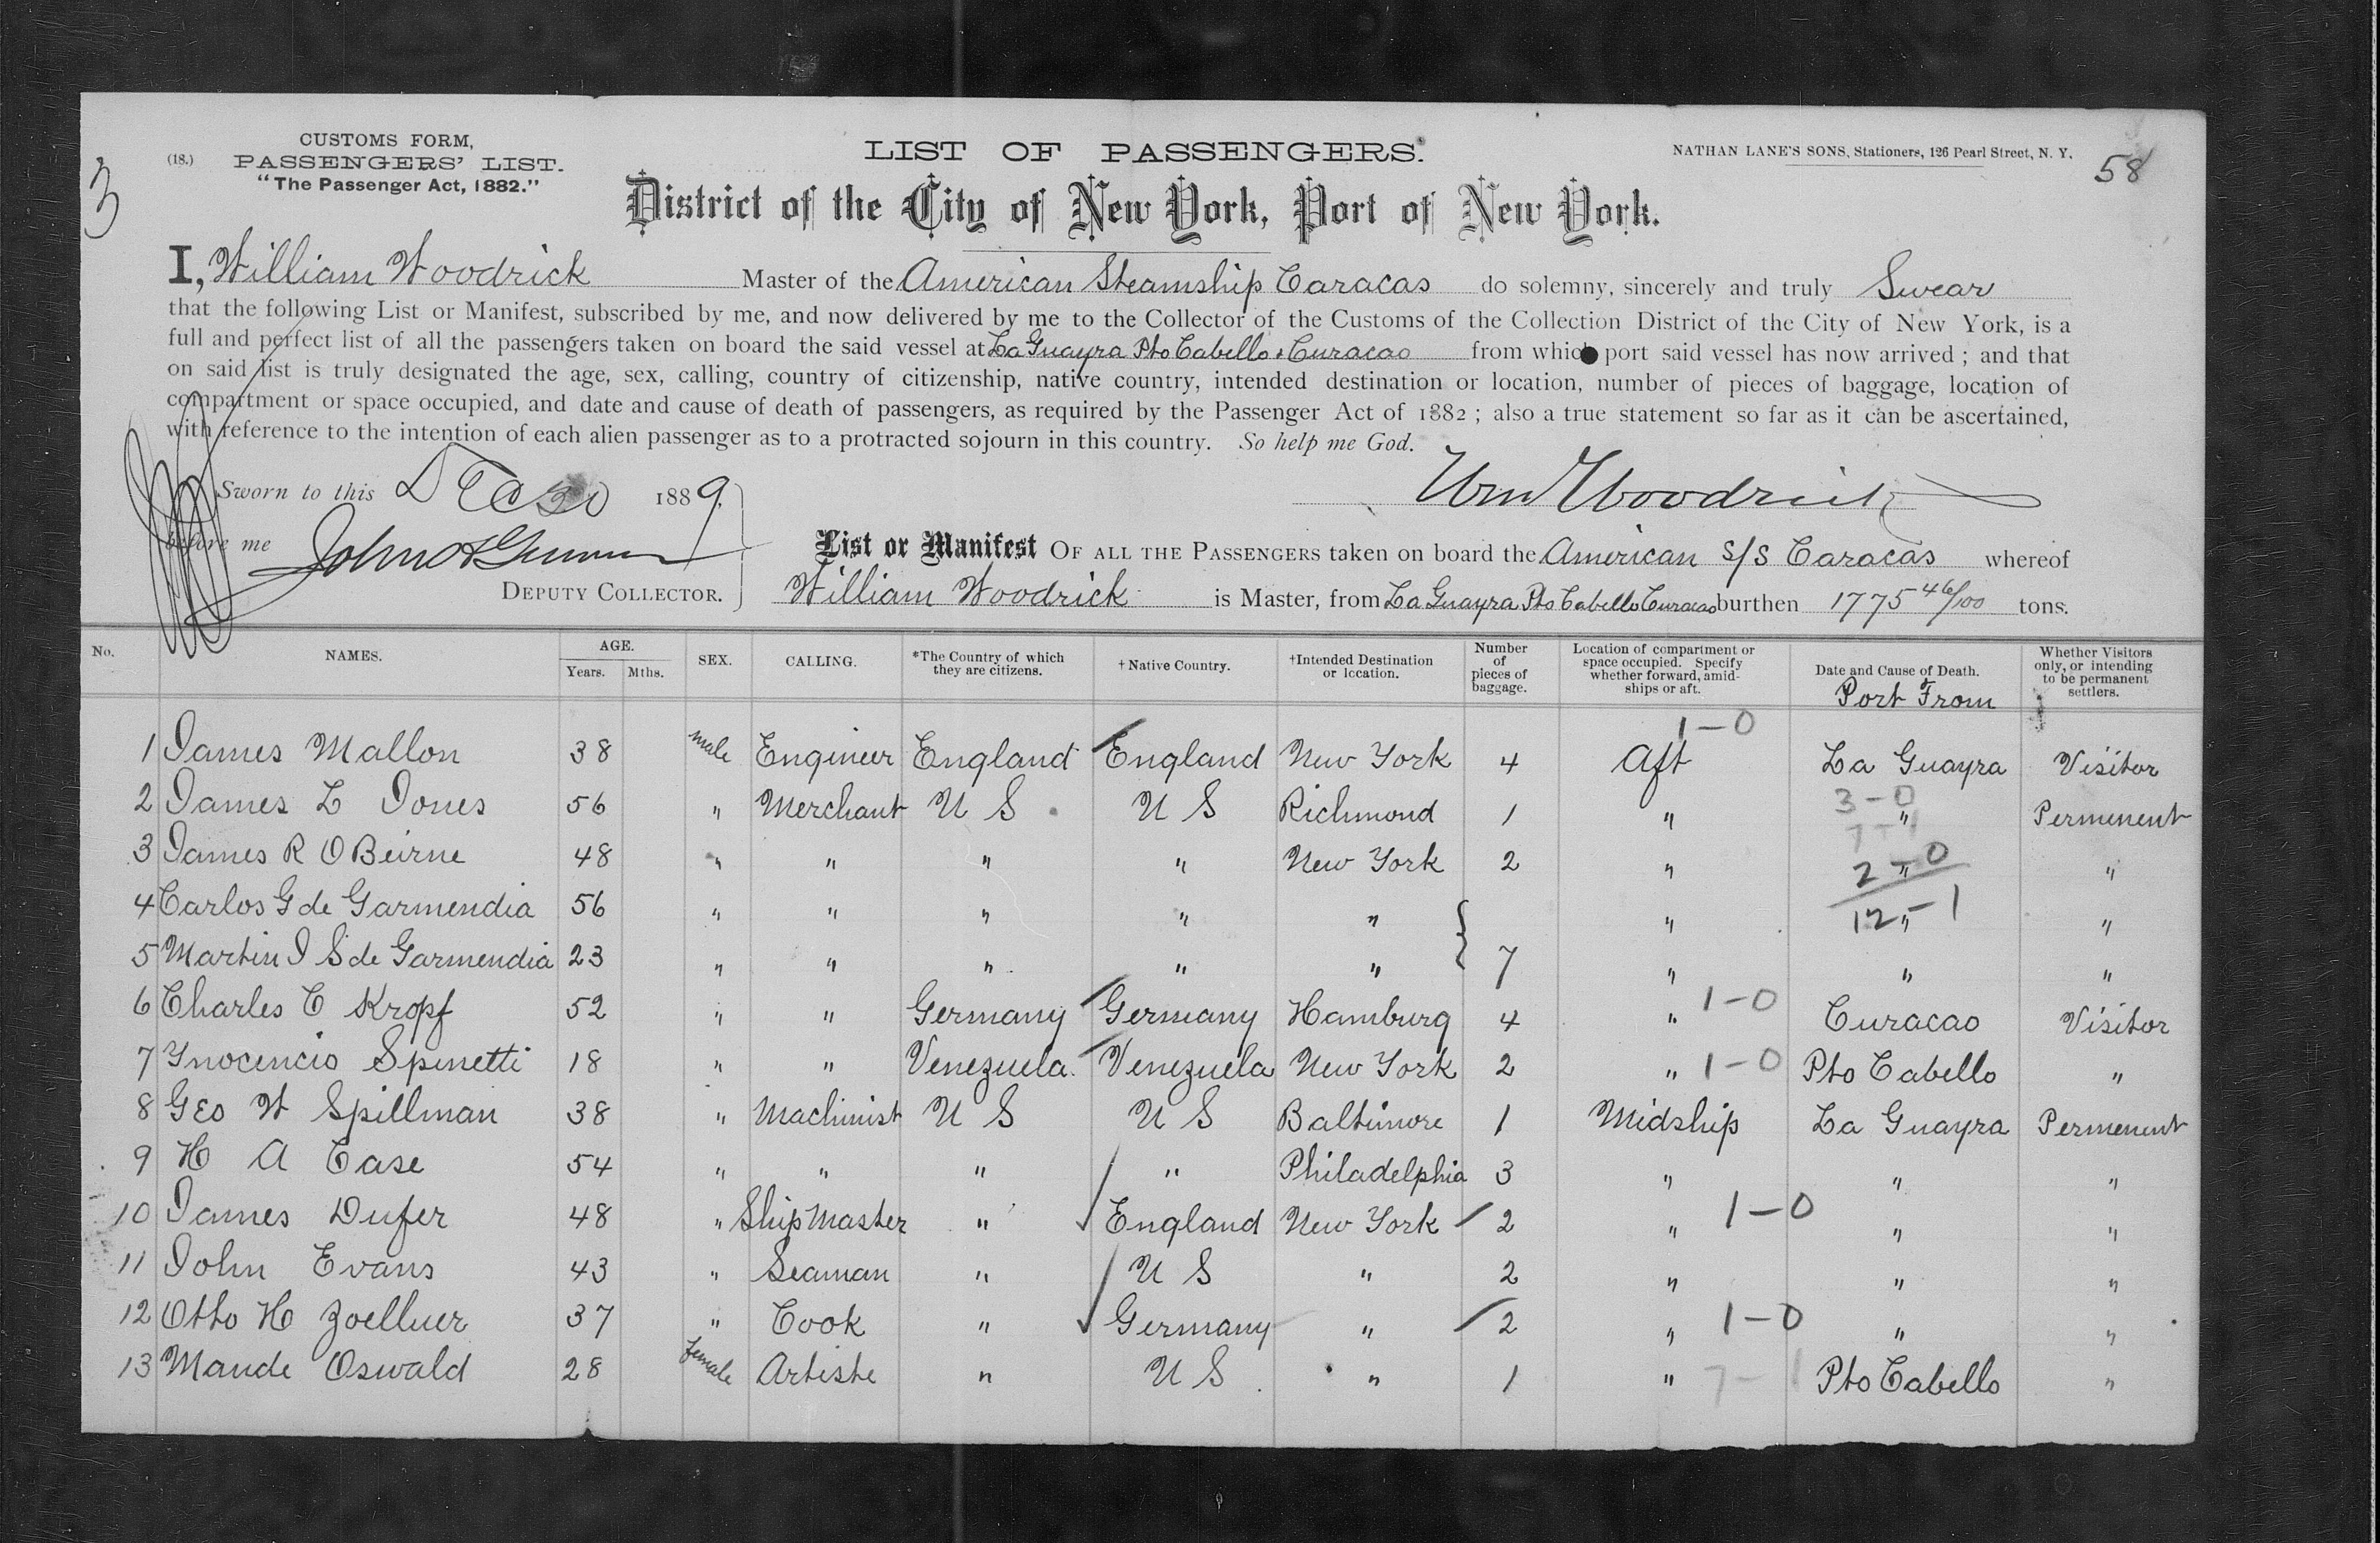 3
(18.)
CUSTOMS FORM,
PASSENGERS' LIST.
"The Passenger Act, 1882."
LIST OF PASSENGERS.
NATHAN LANE'S SONS, Stationers, 126 Pearl Street, N. Y.
58
District of the City of New York, Port of New York.
I, William Woodrick Master of the American Steamship Caracas do solemny, sincerely and truly Swear
that the following List or Manifest, subscribed by me, and now delivered by me to the Collector of the Customs of the Collection District of the City of New York, is a
full and perfect list of all the passengers taken on board the said vessel at La Guayra Pto Cabello & Curacao from which port said vessel has now arrived ; and that
on said list is truly designated the age, sex, calling, country of citizenship, native country, intended destination or location, number of pieces of baggage, location of
compartment or space occupied, and date and cause of death of passengers, as required by the Passenger Act of 1882 ; also a true statement so far as it can be ascertained,
with reference to the intention of each alien passenger as to a protracted sojourn in this country. So help me God.
Wm Woodrick
Sworn to this Dec 30 1889.
before me
DEPUTY COLLECTOR.
List or Manifest OF ALL THE PASSENGERS taken on board the American S/S Caracas whereof
William Woodrick is Master, from La Guayra Pto Cabello Curacao burthen 1775 46/100 tons.
No. NAMES. AGE. Years. Mths. SEX. CALLING. *The Country of which they are citizens. †Native Country. †Intended Destination or location. Number of pieces of baggage. Location of compartment or space occupied. Specify whether forward, amidships or aft. Date and Cause of Death. Port From Whether Visitors only, or intending to be permanent settlers.
1-0
1 James Mallon 38 male Engineer England England New York 4 Aft La Guayra Visitor
3-0
2 James L Jones 56 " Merchant U S U S Richmond 1 " " Permenent
2-0
3 James R OBeirne 48 " " " " New York 2 " " "
12-1
4 Carlos G de Garmendia 56 " " " " " " " "
5 Martin J S de Garmendia 23 " " " " " 7 " " "
6 Charles C Kropf 52 " " Germany Germany Hamburg 4 " 1-0 Curacao Visitor
7 Ynocencio Spinetti 18 " " Venezuela Venezuela New York 2 " 1-0 Pto Cabello "
8 Geo W Spillman 38 " Machinist U S U S Baltimore 1 Midship La Guayra Permenent
9 H A Case 54 " " " " Philadelphia 3 " " "
10 James Dufer 48 " Ship Master " England New York 2 " 1-0 " "
11 John Evans 43 " Seaman " U S " 2 " " "
12 Otto H Zoellner 37 " Cook " Germany " 2 " 1-0 " "
13 Maude Oswald 28 female Artiste " U S " 1 " 7-1 Pto Cabello "